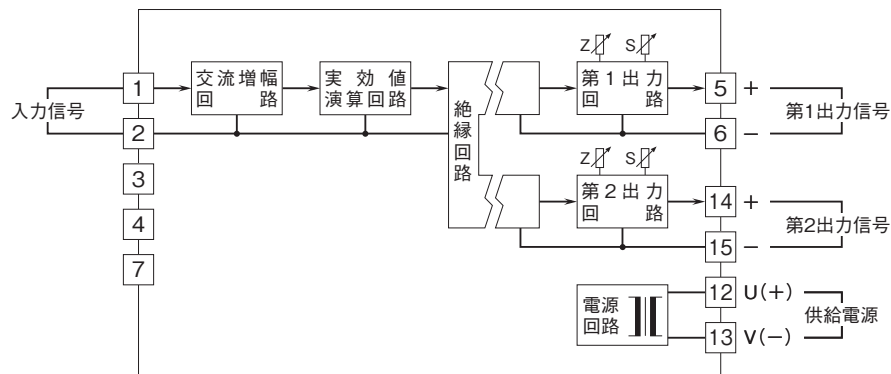 入力信号
1
2
3
4
7
交流増幅
回路
実効値
演算回路
絶縁回路
Z S
第1出力
回路
5 +
6 −
第1出力信号
Z S
第2出力
回路
14 +
15 −
第2出力信号
電源
回路
12 U(+)
13 V(−)
供給電源